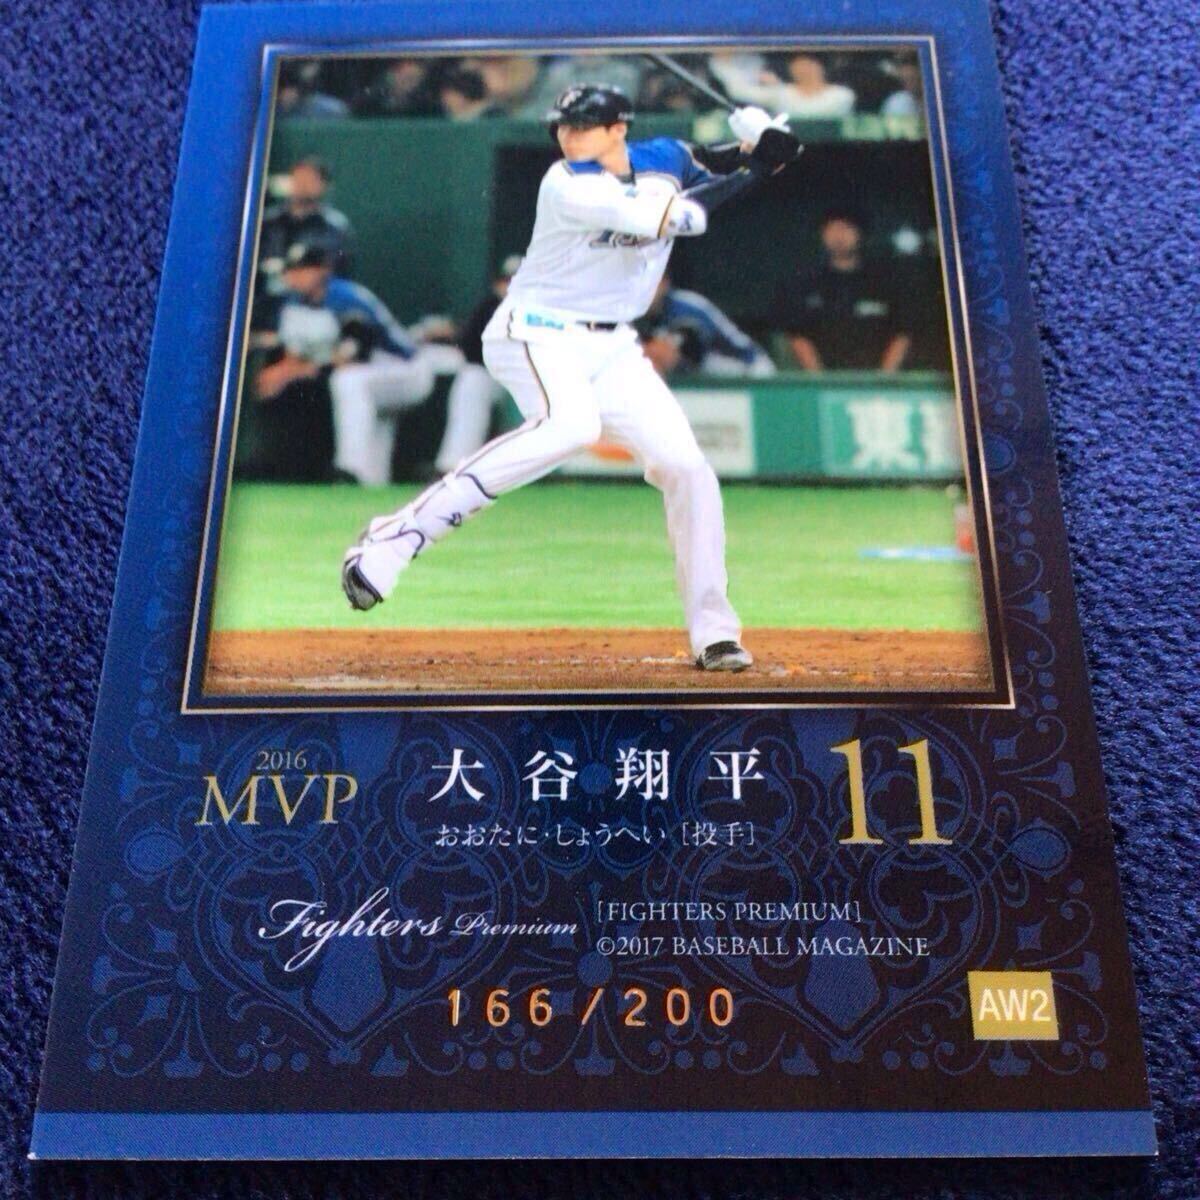 東
2016
MVP
大谷翔平
11
おおたに・しょうへい [投手]
Fighters Premium
[FIGHTERS PREMIUM]
©2017 BASEBALL MAGAZINE
166/200
AW2